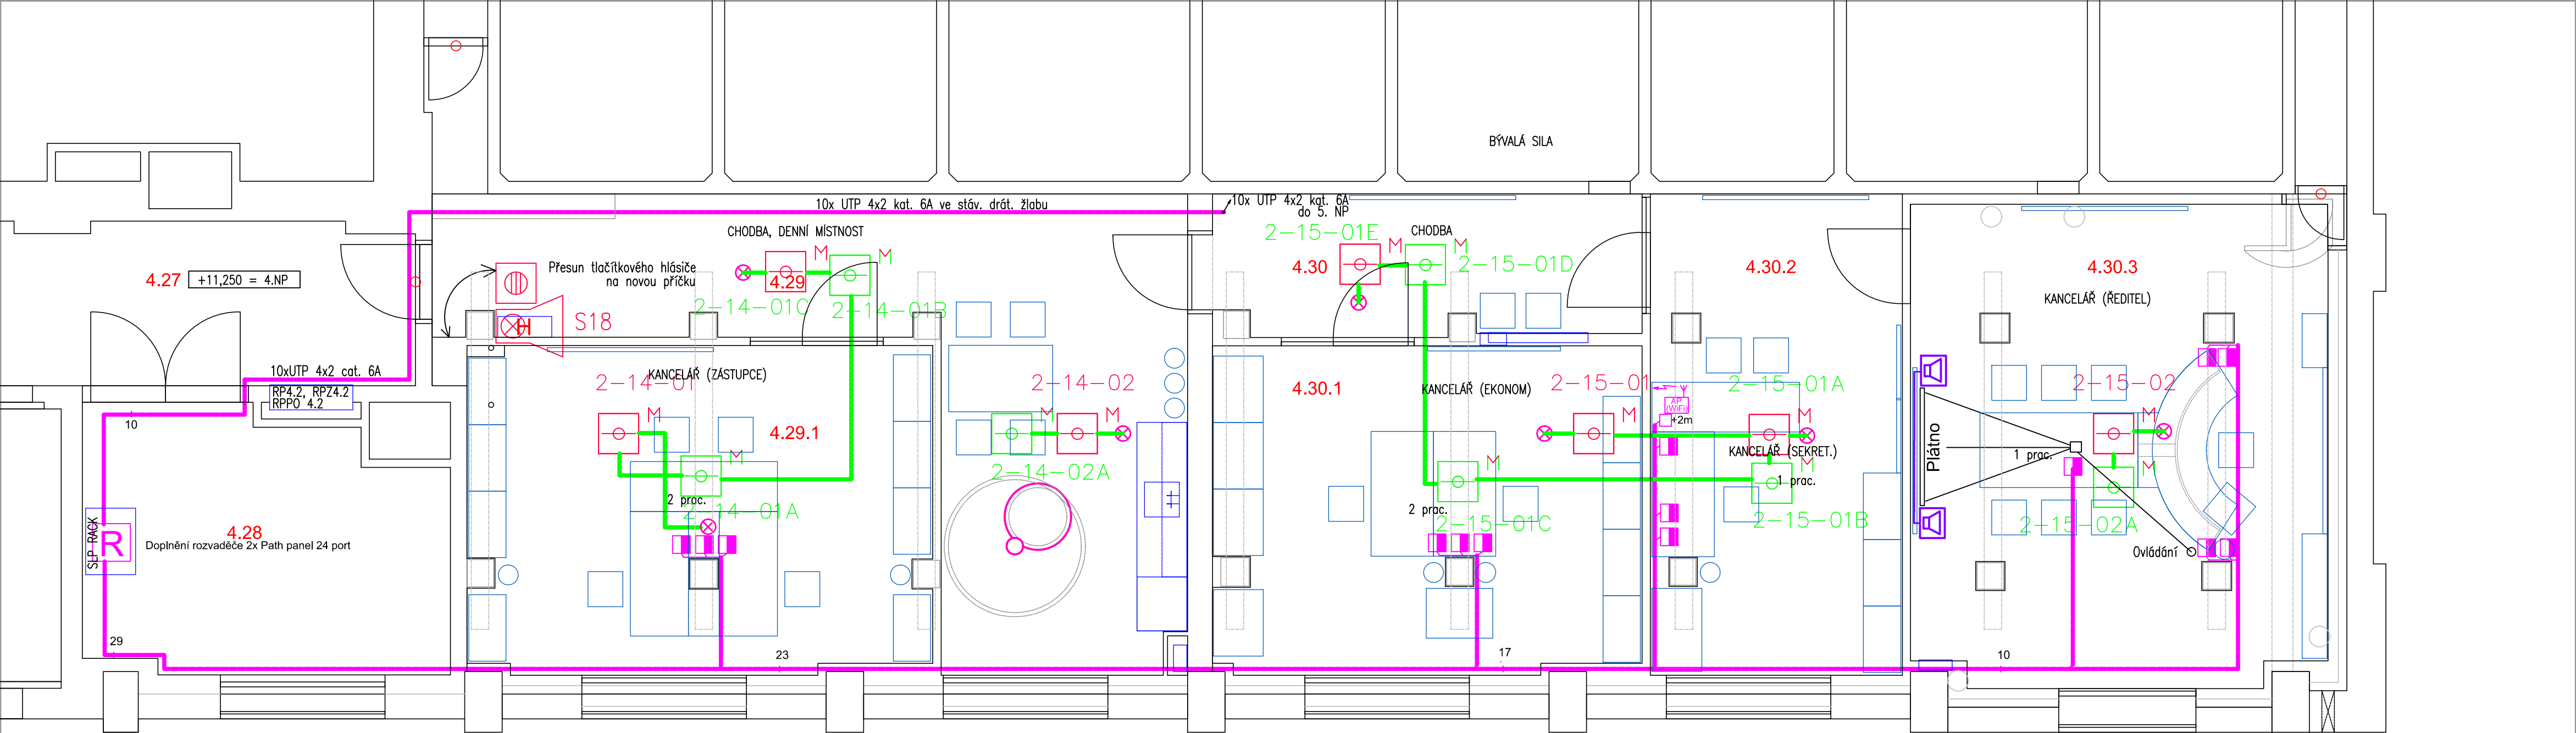 BÝVALÁ SILA
10x UTP 4x2 kat. 6A ve stáv. drát. žlabu
10x UTP 4x2 kat. 6A
do 5. NP
CHODBA, DENNÍ MÍSTNOST
2-15-01E
CHODBA
M
M
M
M
4.27
+11,250 = 4.NP
Přesun tlačítkového hlásiče
na novou příčku
4.29
4.30
2-15-01D
4.30.2
4.30.3
KANCELÁŘ (ŘEDITEL)
2-14-01C
2-14-01B
H
S18
10xUTP 4x2 cat. 6A
RP4.2, RPZ4.2
RPPO 4.2
2-14-01
KANCELÁŘ (ZÁSTUPCE)
2-14-02
4.30.1
KANCELÁŘ (EKONOM)
2-15-01
2-15-01A
2-15-02
AP
(WiFi)
+2m
10
M
4.29.1
M
M
M
M
M
M
M
M
M
KANCELÁŘ (SEKRET.)
Plátno
1 prac.
2-14-02A
2 prac.
2-14-01A
2 prac.
2-15-01C
1 prac.
2-15-01B
2-15-02A
SLP RACK
R
4.28
Doplnění rozvaděče 2x Path panel 24 port
Ovládání
29
23
17
10